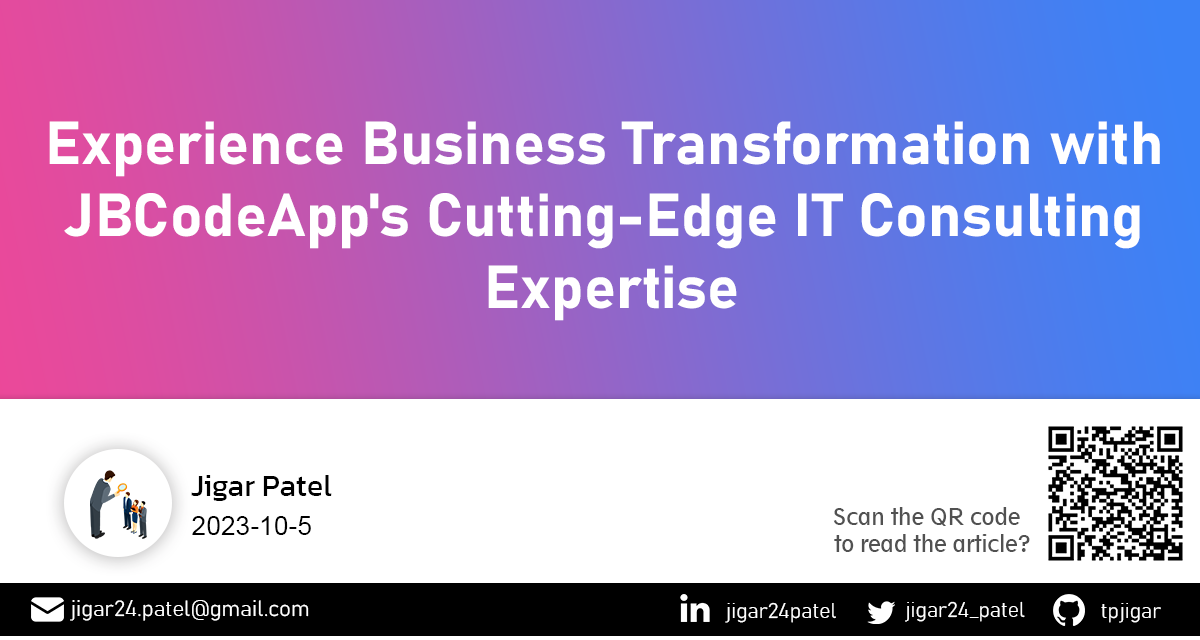 Experience Business Transformation with
JBCodeApp's Cutting-Edge IT Consulting
Expertise
Jigar Patel
2023-10-5
Scan the QR code
to read the article?
jigar24.patel@gmail.com
in jigar24patel
jigar24_patel
tpjigar